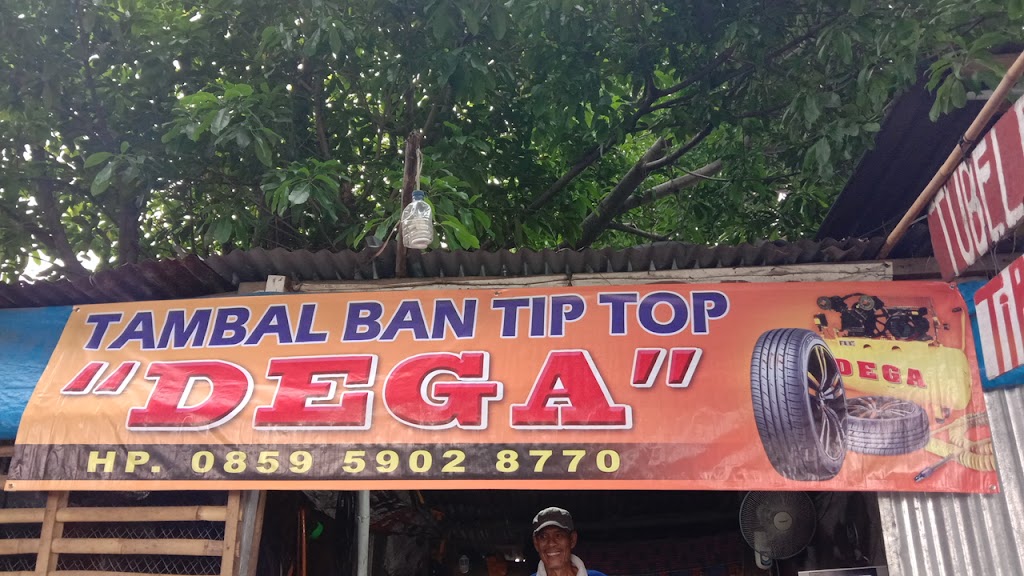 TAMBAL BAN TIP TOP
"DEGA"
HP. 0859 5902 8770
DEGA